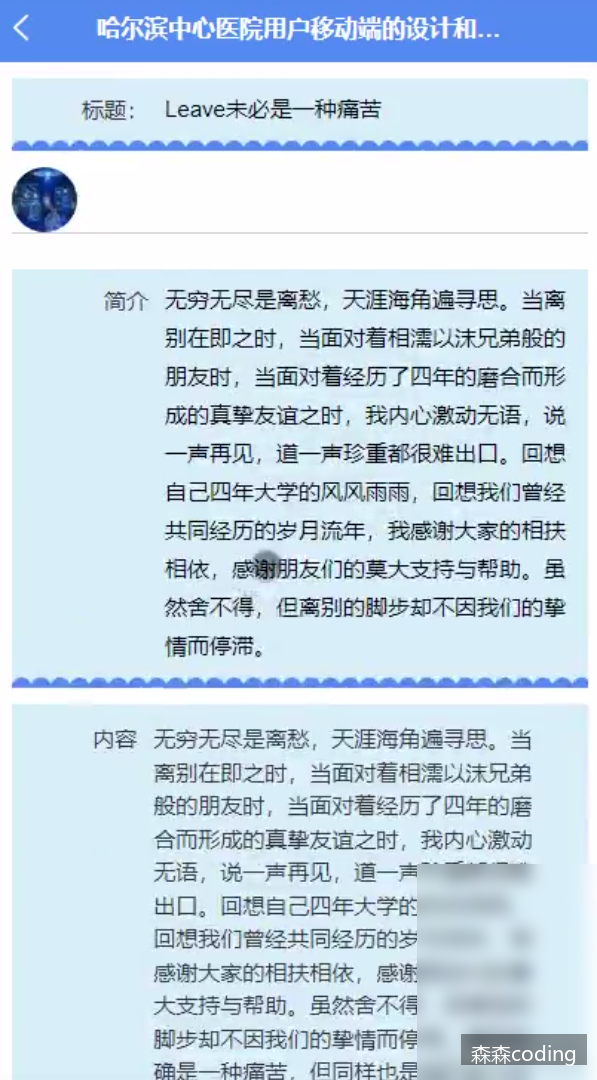 哈尔滨中心医院用户移动端的设计和...
标题： Leave未必是一种痛苦
简介 无穷无尽是离愁，天涯海角遍寻思。当离
别在即之时，当面对着相濡以沫兄弟般的
朋友时，当面对着经历了四年的磨合而形
成的真挚友谊之时，我内心激动无语，说
一声再见，道一声珍重都很难出口。回想
自己四年大学的风风雨雨，回想我们曾经
共同经历的岁月流年，我感谢大家的相扶
相依，感谢朋友们的莫大支持与帮助。虽
然舍不得，但离别的脚步却不因我们的挚
情而停滞。
内容 无穷无尽是离愁，天涯海角遍寻思。当
离别在即之时，当面对着相濡以沫兄弟
般的朋友时，当面对着经历了四年的磨
合而形成的真挚友谊之时，我内心激动
无语，说一声再见，道一声
出口。回想自己四年大学的
回想我们曾经共同经历的岁
感谢大家的相扶相依，感谢
大支持与帮助。虽然舍不得
脚步却不因我们的挚情而停
确是一种痛苦，但同样也是
森森coding